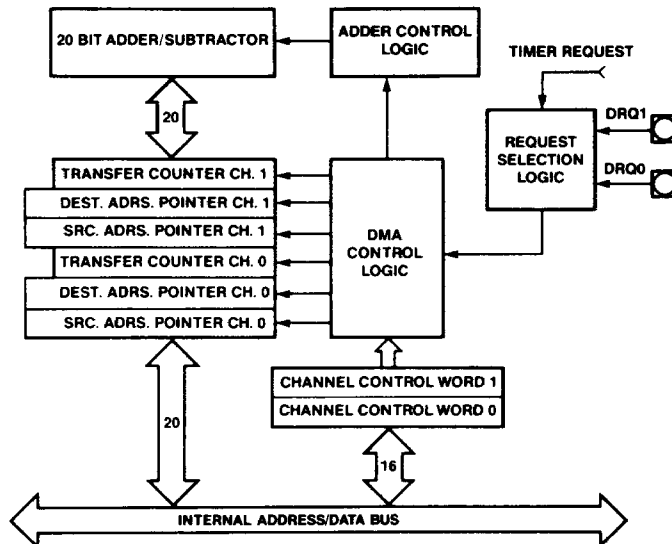 20 BIT ADDER/SUBTRACTOR
ADDER CONTROL
LOGIC
TIMER REQUEST
20
DRQ1
REQUEST
SELECTION
LOGIC
DRQ0
TRANSFER COUNTER CH. 1
DEST. ADRS. POINTER CH. 1
SRC. ADRS. POINTER CH. 1
TRANSFER COUNTER CH. 0
DEST. ADRS. POINTER CH. 0
SRC. ADRS. POINTER CH. 0
DMA
CONTROL
LOGIC
CHANNEL CONTROL WORD 1
CHANNEL CONTROL WORD 0
20
16
INTERNAL ADDRESS/DATA BUS